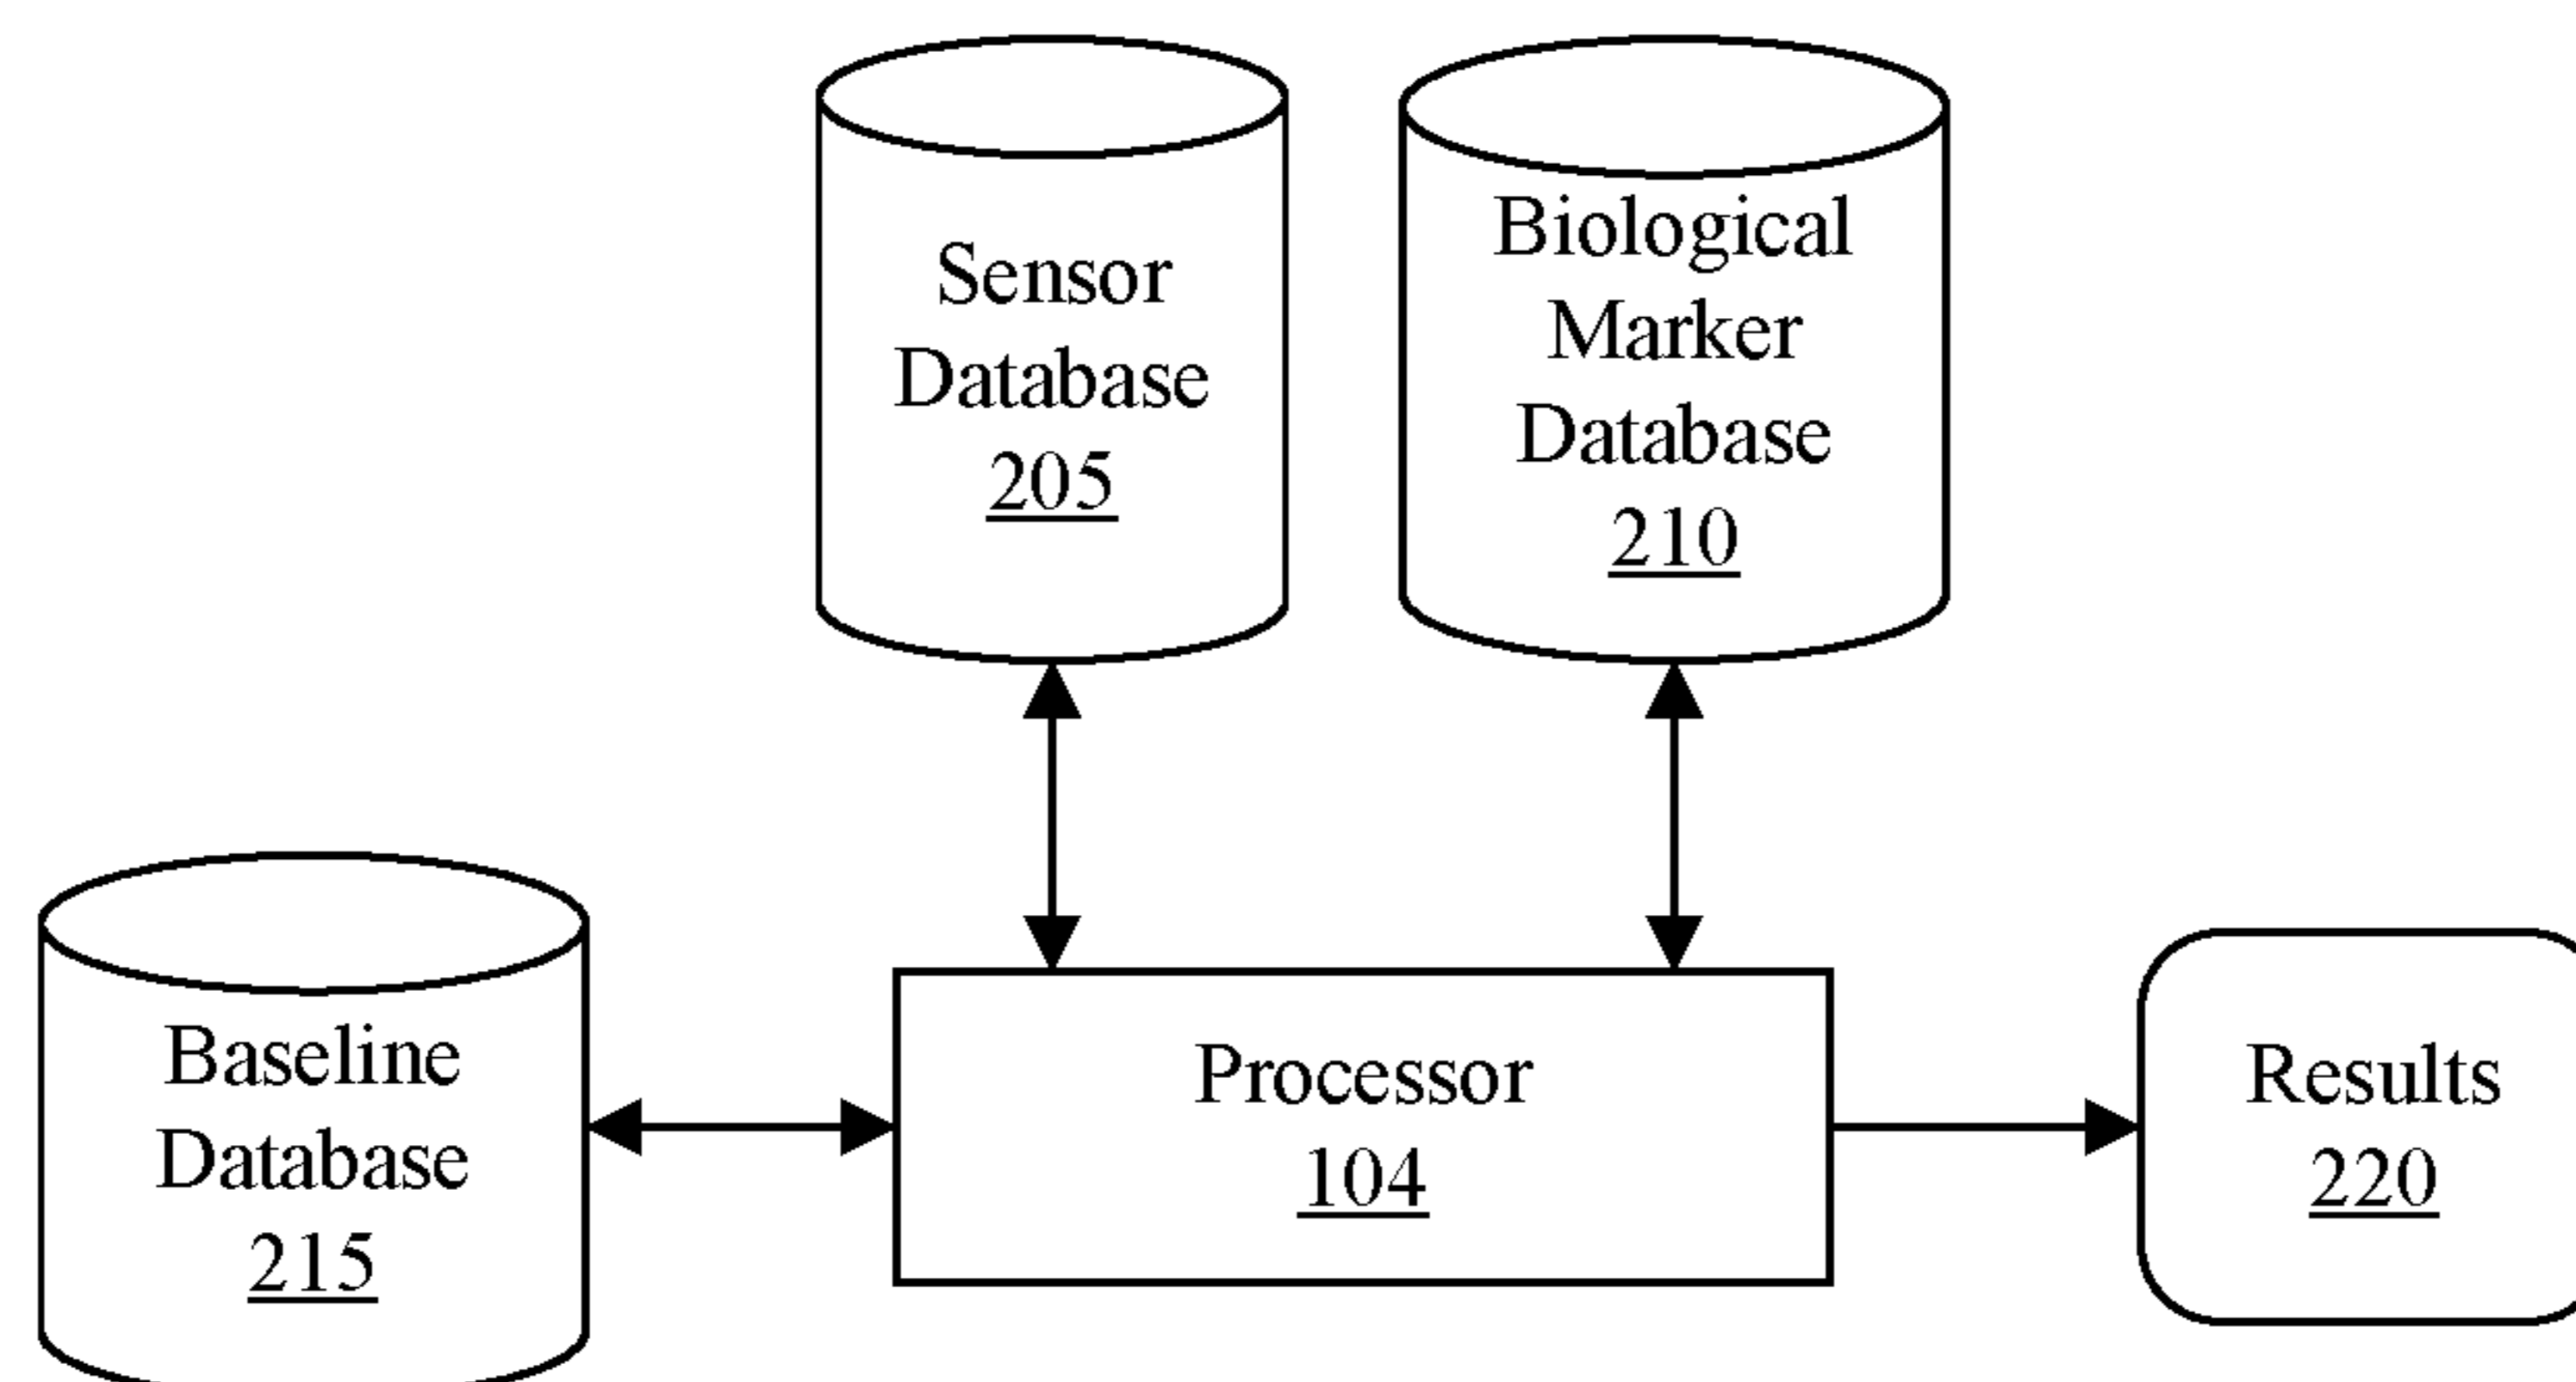 Sensor
Database
205
Biological
Marker
Database
210
Baseline
Database
215
Processor
104
Results
220